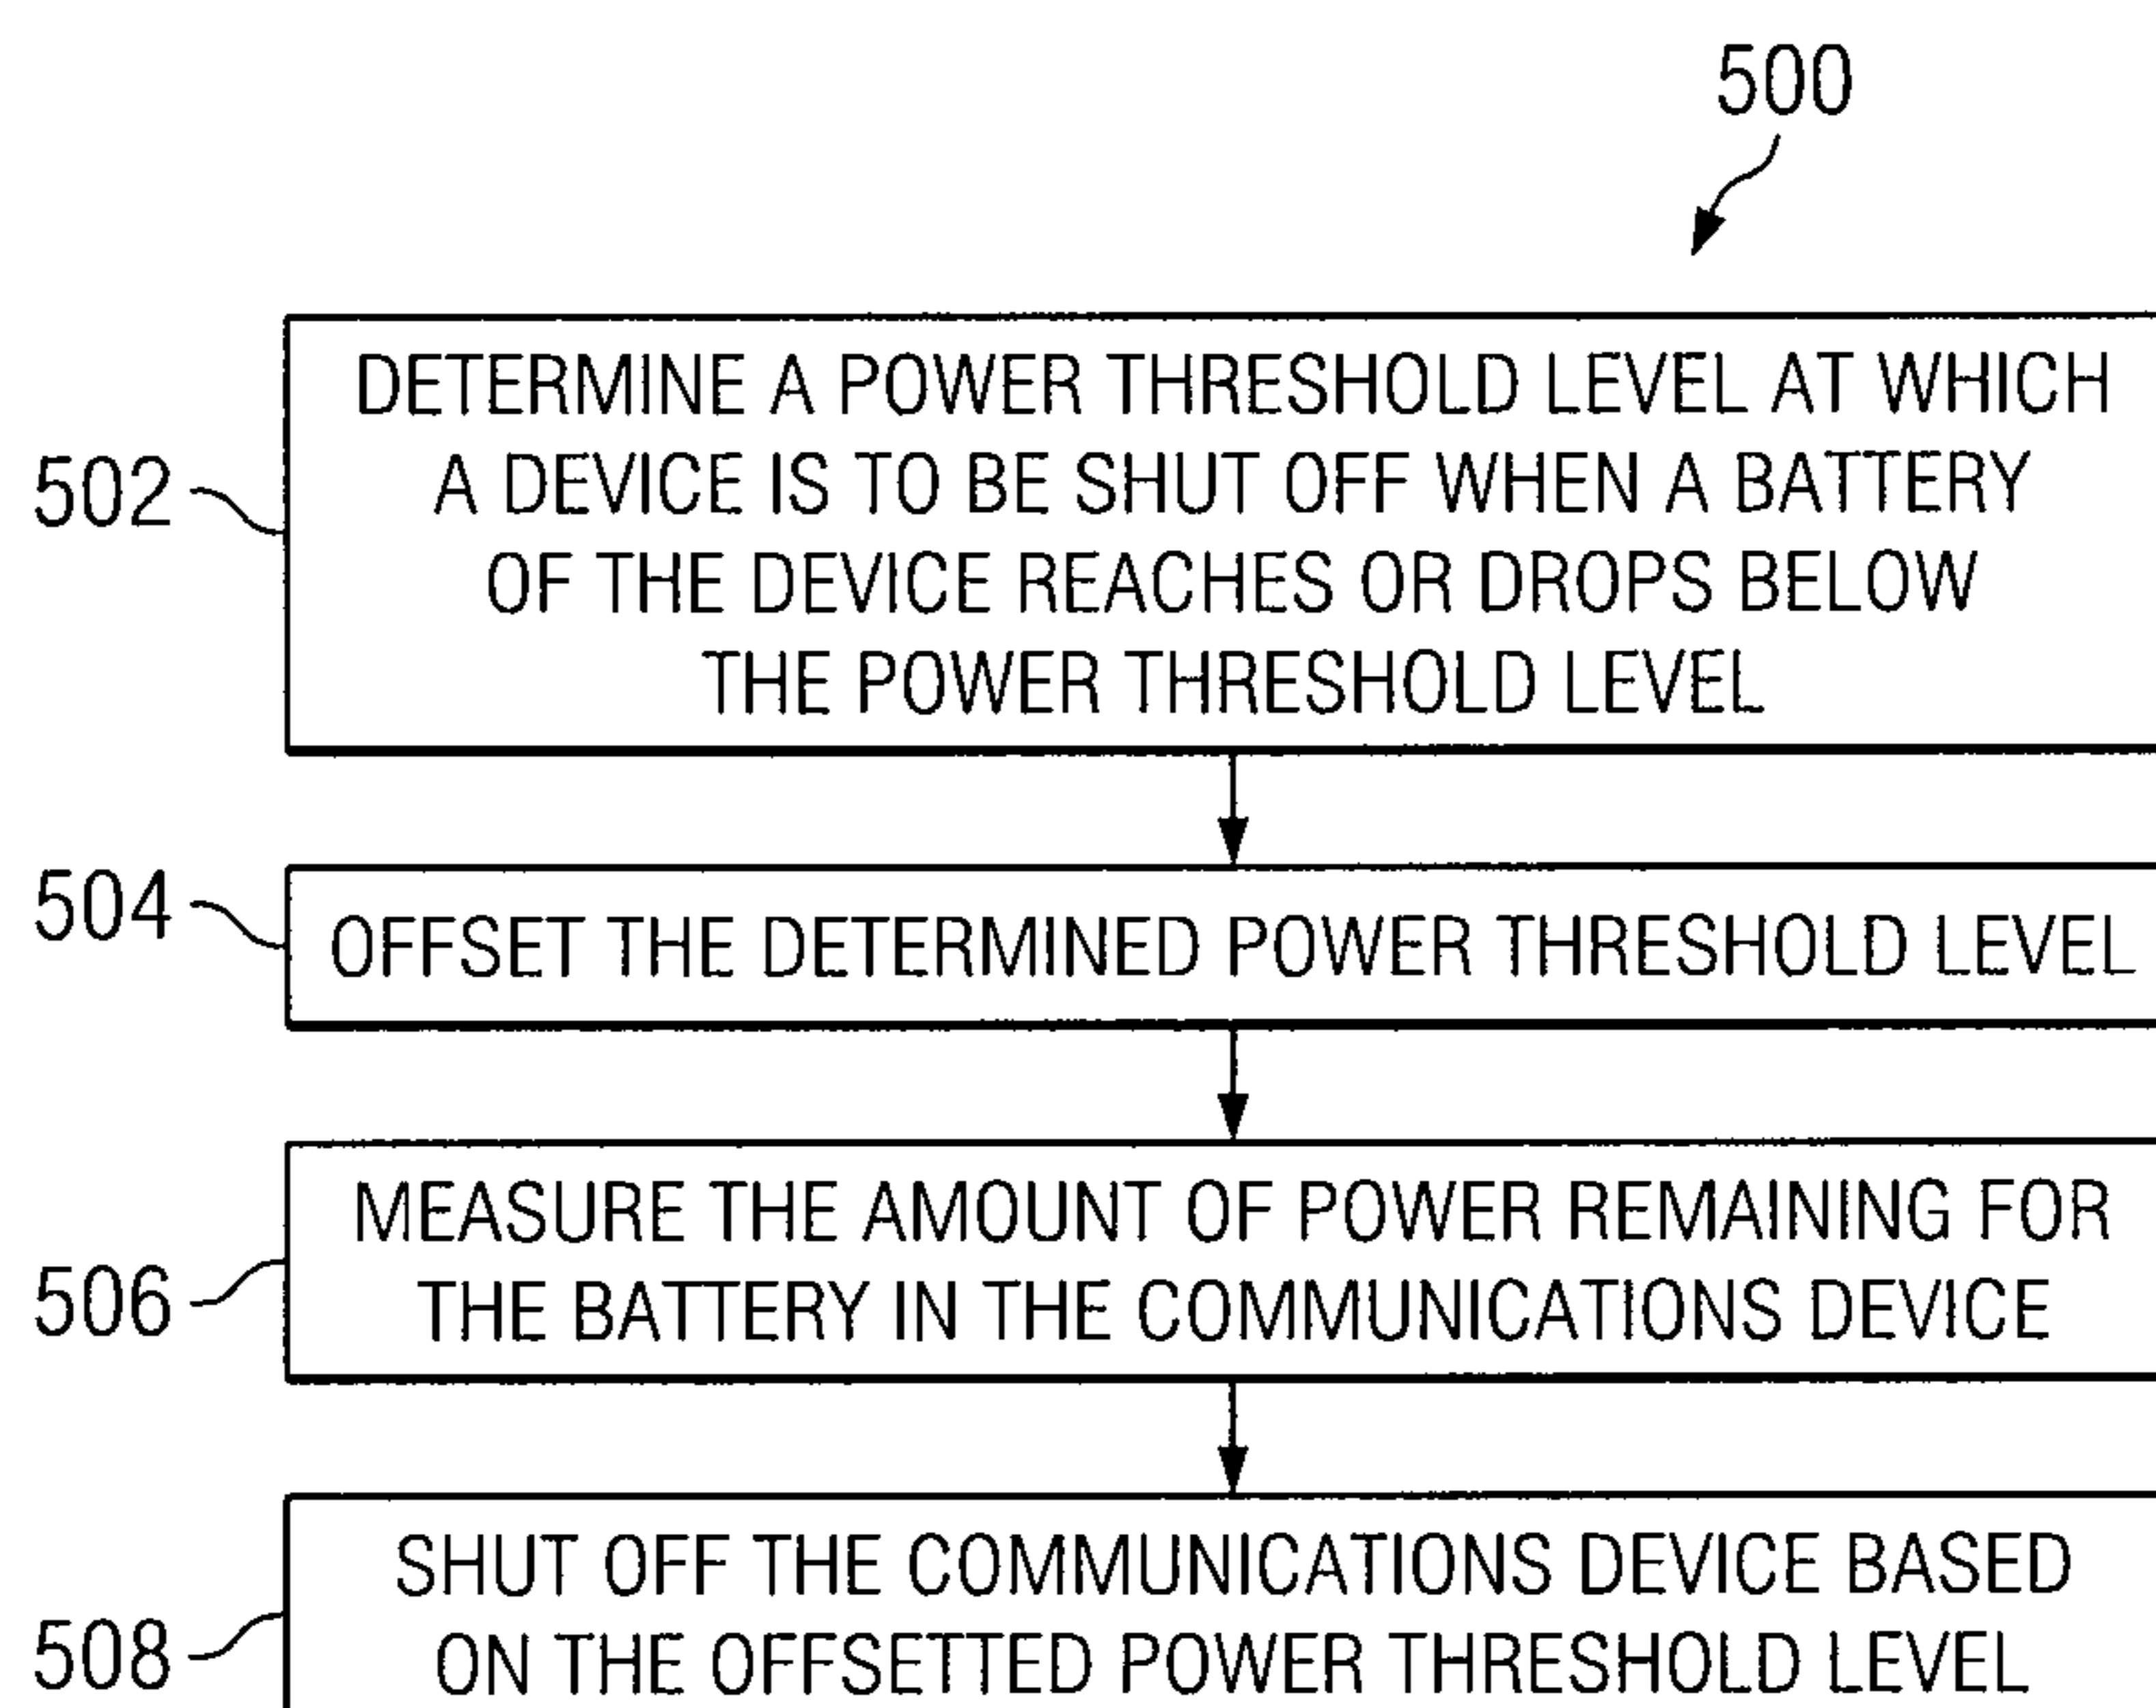 500
502
DETERMINE A POWER THRESHOLD LEVEL AT WHICH
A DEVICE IS TO BE SHUT OFF WHEN A BATTERY
OF THE DEVICE REACHES OR DROPS BELOW
THE POWER THRESHOLD LEVEL
504
OFFSET THE DETERMINED POWER THRESHOLD LEVEL
506
MEASURE THE AMOUNT OF POWER REMAINING FOR
THE BATTERY IN THE COMMUNICATIONS DEVICE
508
SHUT OFF THE COMMUNICATIONS DEVICE BASED
ON THE OFFSETTED POWER THRESHOLD LEVEL